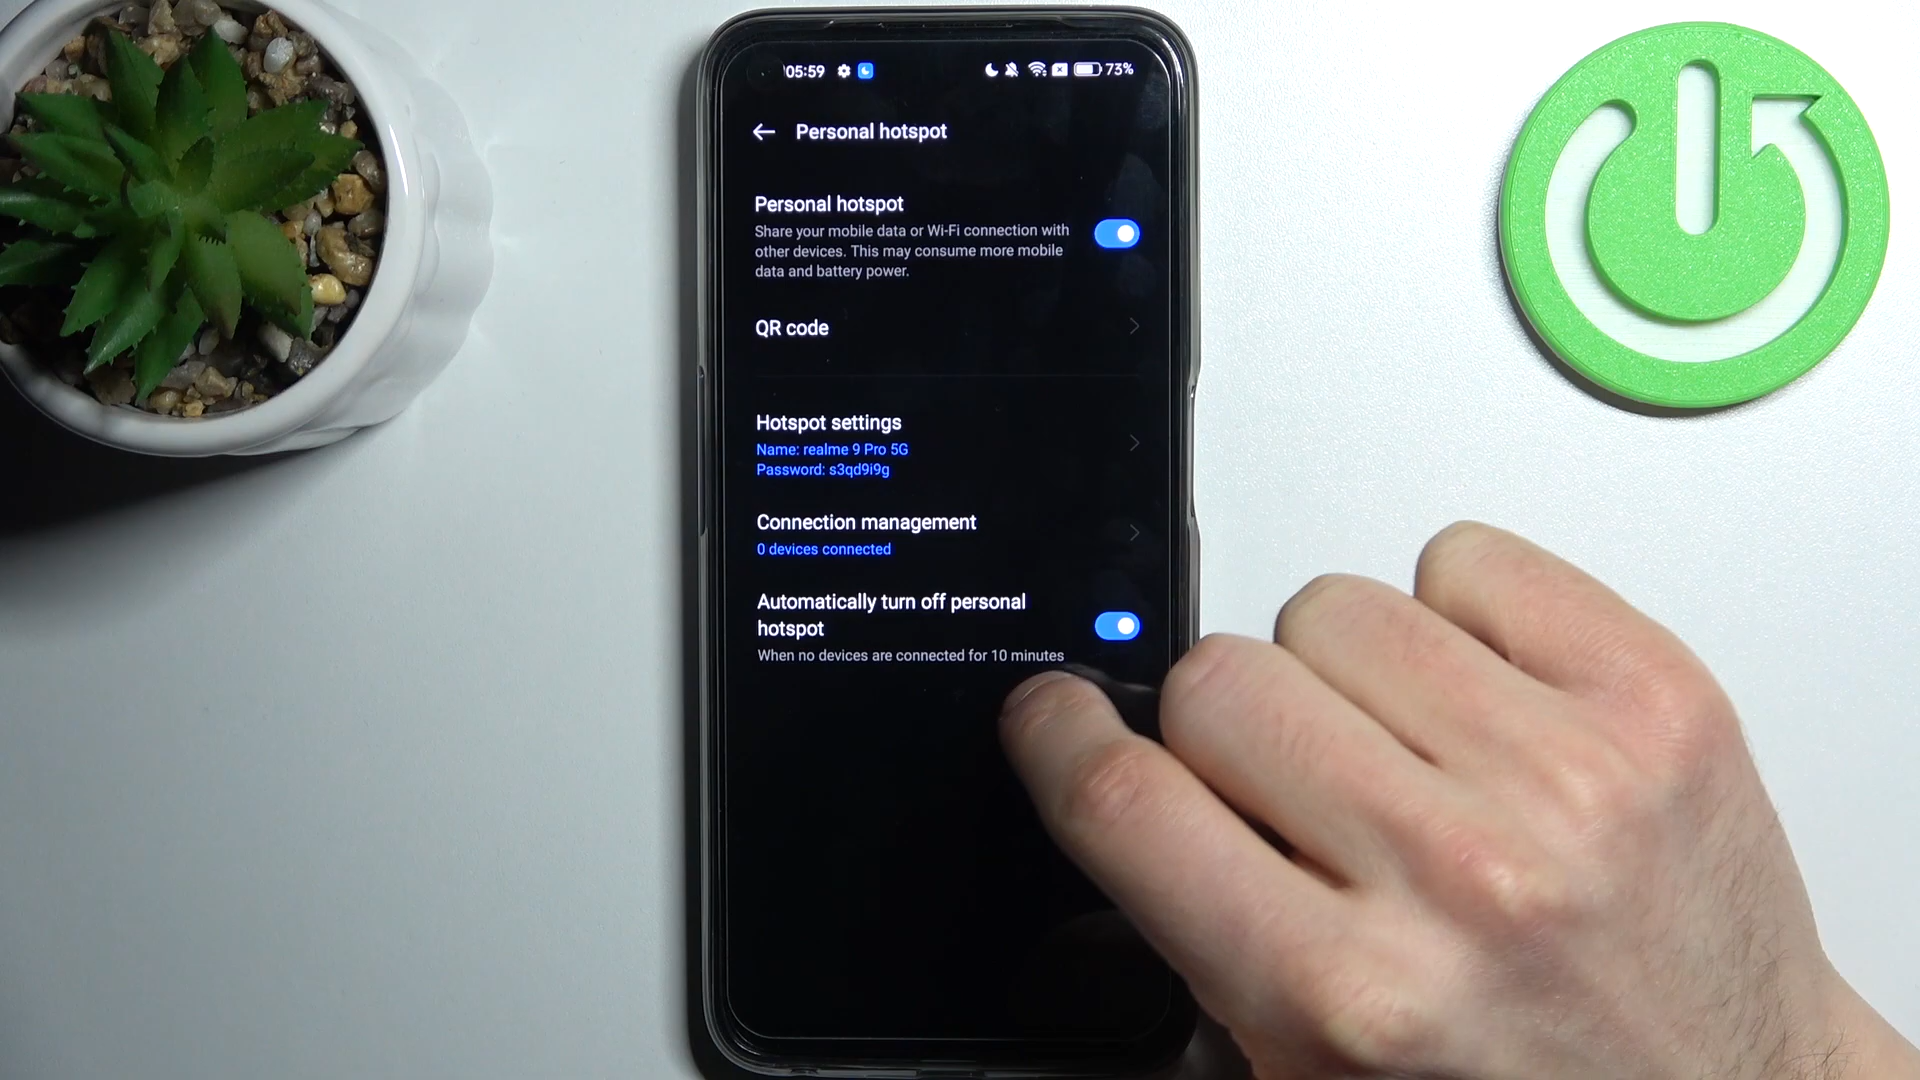 05:59
73%
Personal hotspot
Personal hotspot
Share your mobile data or Wi-Fi connection with
other devices. This may consume more mobile
data and battery power.
QR code
Hotspot settings
Name: realme 9 Pro 5G
Password: s3qd9i9g
Connection management
0 devices connected
Automatically turn off personal
hotspot
When no devices are connected for 10 minutes